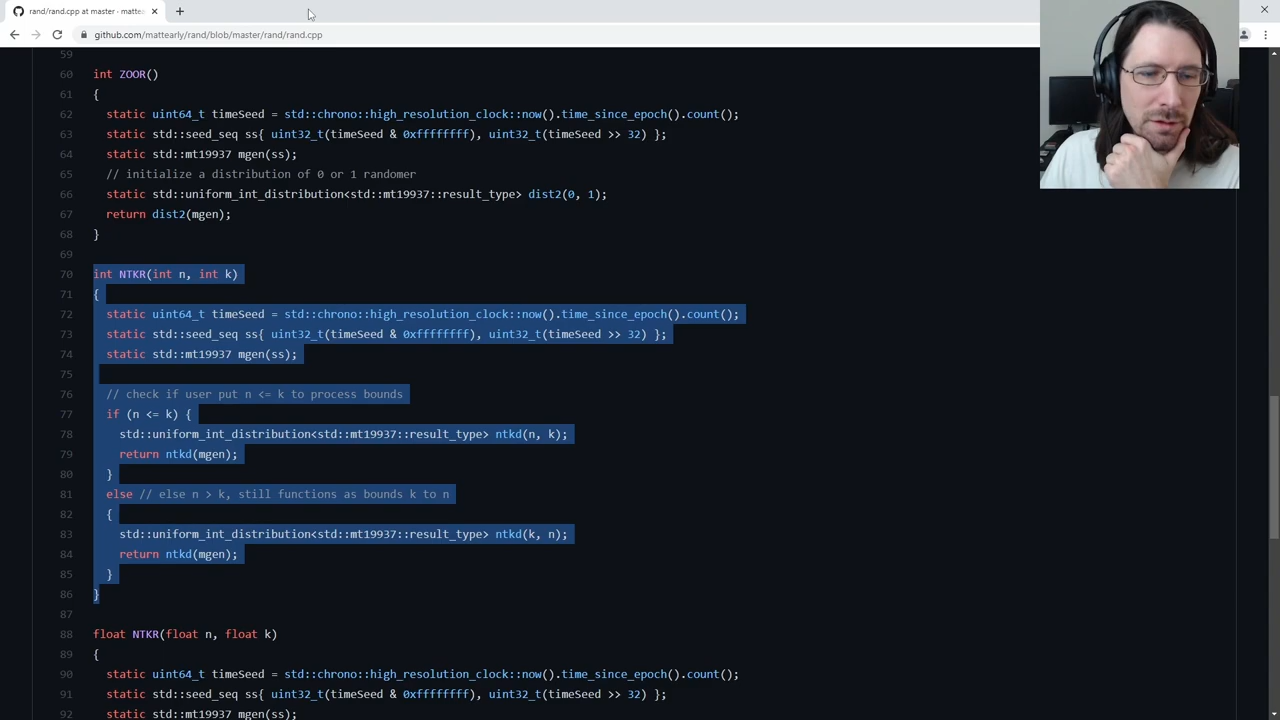 rand/rand.cpp at master · mattea
github.com/mattearly/rand/blob/master/rand/rand.cpp
59
60 int ZOOR()
61 {
62 static uint64_t timeSeed = std::chrono::high_resolution_clock::now().time_since_epoch().count();
63 static std::seed_seq ss{ uint32_t(timeSeed & 0xffffffff), uint32_t(timeSeed >> 32) };
64 static std::mt19937 mgen(ss);
65 // initialize a distribution of 0 or 1 randomer
66 static std::uniform_int_distribution<std::mt19937::result_type> dist2(0, 1);
67 return dist2(mgen);
68 }
69
70 int NTKR(int n, int k)
71 {
72 static uint64_t timeSeed = std::chrono::high_resolution_clock::now().time_since_epoch().count();
73 static std::seed_seq ss{ uint32_t(timeSeed & 0xffffffff), uint32_t(timeSeed >> 32) };
74 static std::mt19937 mgen(ss);
75
76 // check if user put n <= k to process bounds
77 if (n <= k) {
78 std::uniform_int_distribution<std::mt19937::result_type> ntkd(n, k);
79 return ntkd(mgen);
80 }
81 else // else n > k, still functions as bounds k to n
82 {
83 std::uniform_int_distribution<std::mt19937::result_type> ntkd(k, n);
84 return ntkd(mgen);
85 }
86 }
87
88 float NTKR(float n, float k)
89 {
90 static uint64_t timeSeed = std::chrono::high_resolution_clock::now().time_since_epoch().count();
91 static std::seed_seq ss{ uint32_t(timeSeed & 0xffffffff), uint32_t(timeSeed >> 32) };
92 static std::mt19937 mgen(ss);